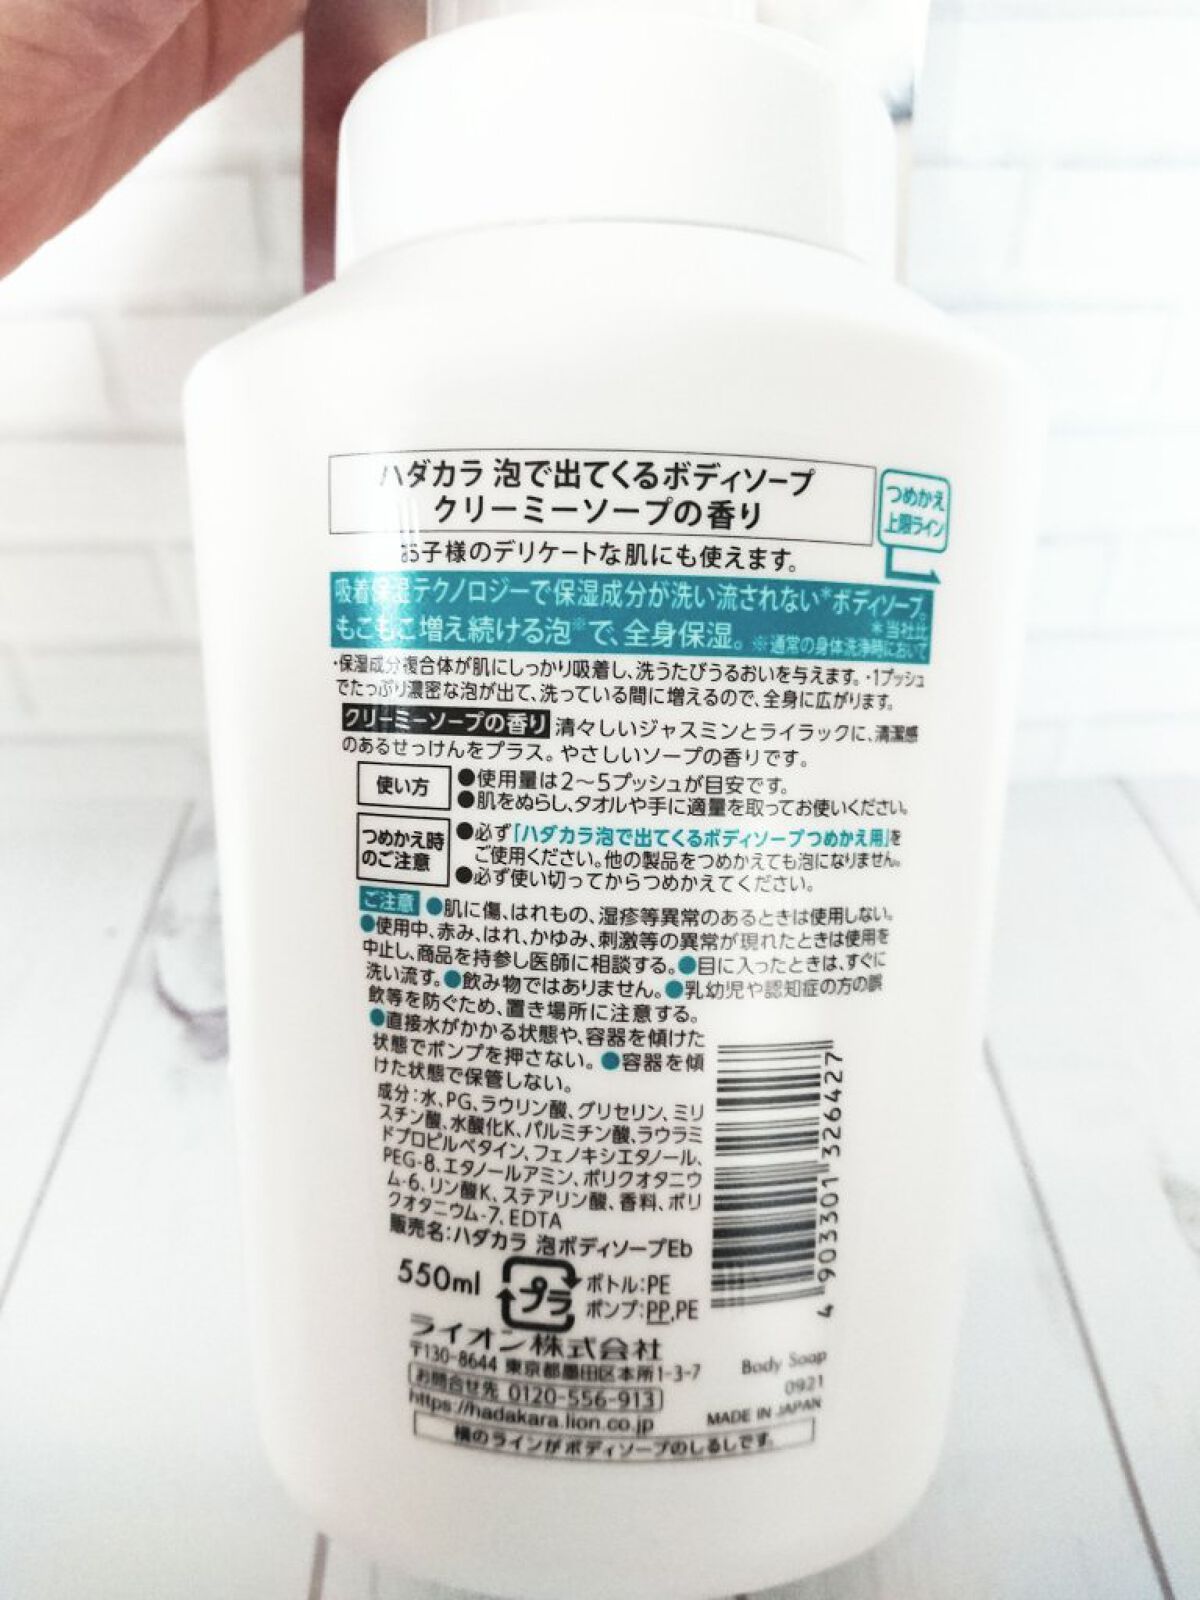 ハダカラ 泡で出てくるボディソープ
クリーミーソープの香り
つめかえ
上限ライン
お子様のデリケートな肌にも使えます。
吸着保湿テクノロジーで保湿成分が洗い流されない*ボディソープ。
*当社比
もこもこ増え続ける泡※で、全身保湿。※通常の身体洗浄時において
・保湿成分複合体が肌にしっかり吸着し、洗うたびうるおいを与えます。・1プッシュ
でたっぷり濃密な泡が出て、洗っている間に増えるので、全身に広がります。
クリーミーソープの香り 清々しいジャスミンとライラックに、清潔感
のあるせっけんをプラス。やさしいソープの香りです。
使い方
●使用量は2～5プッシュが目安です。
●肌をぬらし、タオルや手に適量を取ってお使いください。
つめかえ時
のご注意
●必ず「ハダカラ泡で出てくるボディソープつめかえ用」を
ご使用ください。他の製品をつめかえても泡になりません。
●必ず使い切ってからつめかえてください。
ご注意 ●肌に傷、はれもの、湿疹等異常のあるときは使用しない。
●使用中、赤み、はれ、かゆみ、刺激等の異常が現れたときは使用を
中止し、商品を持参し医師に相談する。●目に入ったときは、すぐに
洗い流す。●飲み物ではありません。●乳幼児や認知症の方の誤
飲等を防ぐため、置き場所に注意する。
●直接水がかかる状態や、容器を傾けた
状態でポンプを押さない。●容器を傾
けた状態で保管しない。
成分：水、PG、ラウリン酸、グリセリン、ミリ
スチン酸、水酸化K、パルミチン酸、ラウラミ
ドプロピルベタイン、フェノキシエタノール、
PEG-8、エタノールアミン、ポリクオタニウ
ム-6、リン酸K、ステアリン酸、香料、ポリ
クオタニウム-7、EDTA
販売名：ハダカラ 泡ボディソープEb
4 903301 326427
550ml
プラ
ボトル：PE
ポンプ：PP,PE
ライオン株式会社
〒130-8644 東京都墨田区本所1-3-7
お問合せ先 0120-556-913
https://hadakara.lion.co.jp
Body Soap
0921
MADE IN JAPAN
横のラインがボディソープのしるしです。